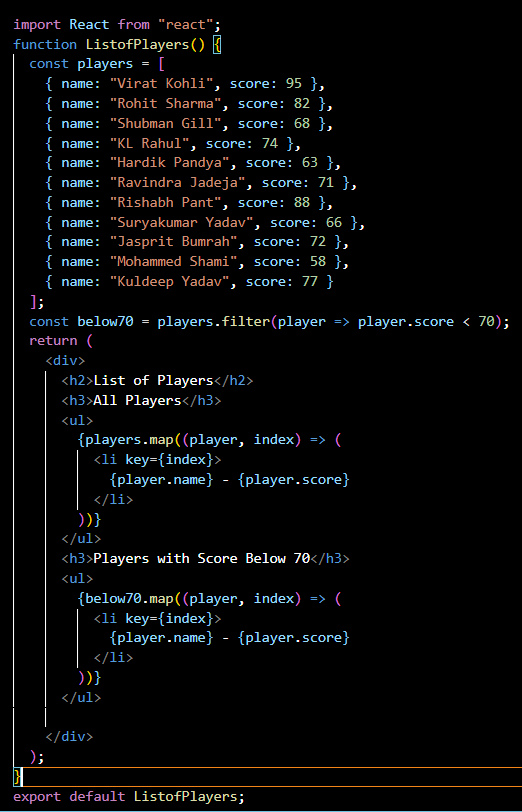 import React from "react";
function ListofPlayers() {
  const players = [
    { name: "Virat Kohli", score: 95 },
    { name: "Rohit Sharma", score: 82 },
    { name: "Shubman Gill", score: 68 },
    { name: "KL Rahul", score: 74 },
    { name: "Hardik Pandya", score: 63 },
    { name: "Ravindra Jadeja", score: 71 },
    { name: "Rishabh Pant", score: 88 },
    { name: "Suryakumar Yadav", score: 66 },
    { name: "Jasprit Bumrah", score: 72 },
    { name: "Mohammed Shami", score: 58 },
    { name: "Kuldeep Yadav", score: 77 }
  ];
  const below70 = players.filter(player => player.score < 70);
  return (
    <div>
      <h2>List of Players</h2>
      <h3>All Players</h3>
      <ul>
        {players.map((player, index) => (
          <li key={index}>
            {player.name} - {player.score}
          </li>
        ))}
      </ul>
      <h3>Players with Score Below 70</h3>
      <ul>
        {below70.map((player, index) => (
          <li key={index}>
            {player.name} - {player.score}
          </li>
        ))}
      </ul>

    </div>
  );
}
export default ListofPlayers;